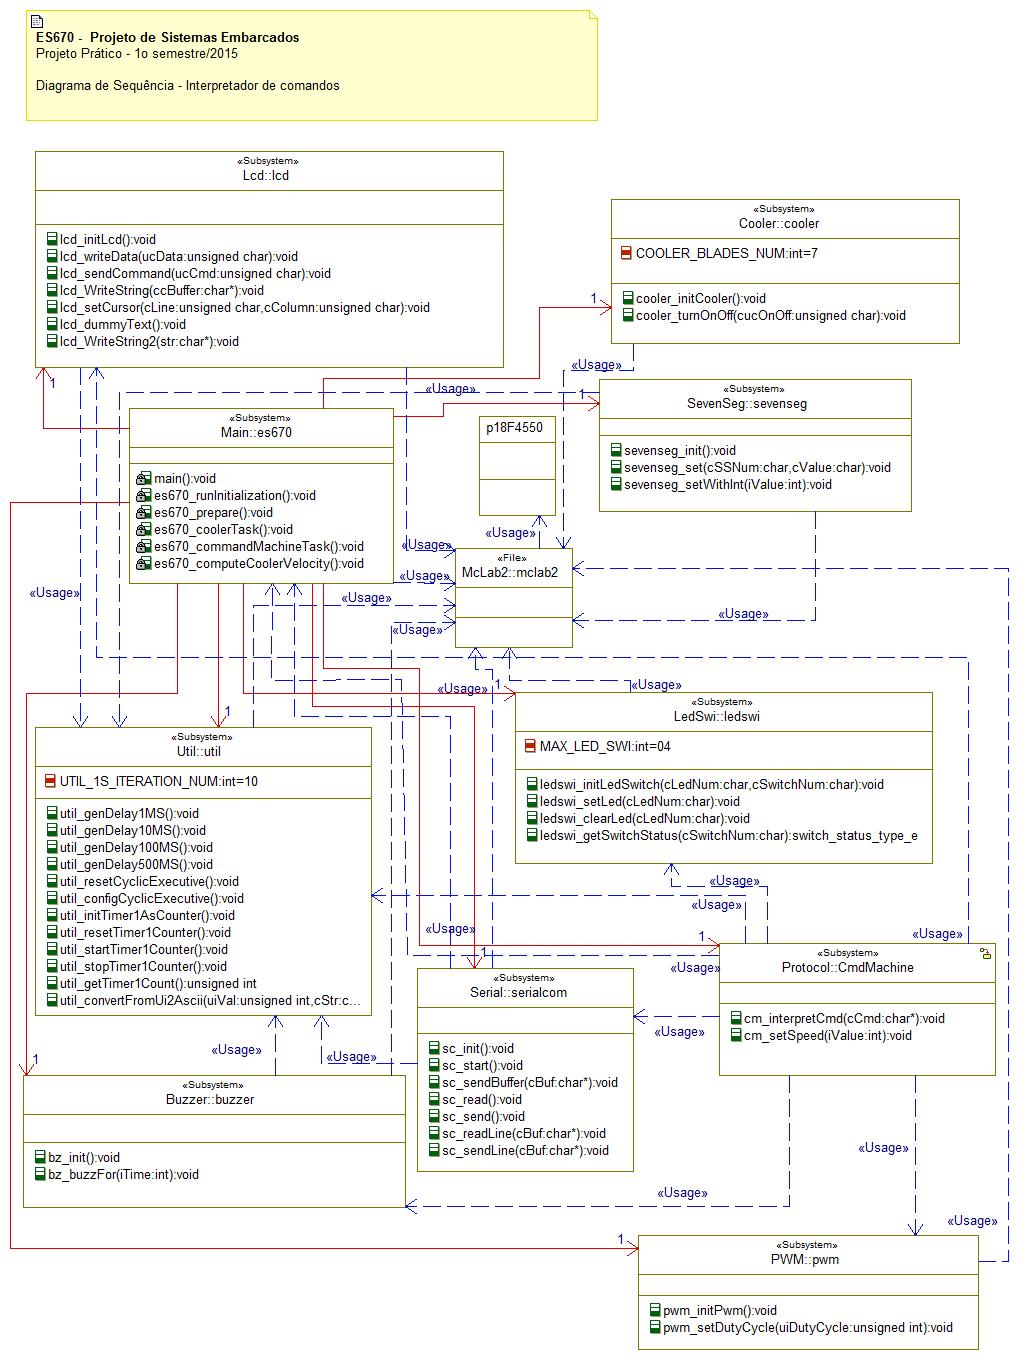 ES670 - Projeto de Sistemas Embarcados
Projeto Prático - 1o semestre/2015
Diagrama de Sequência - Interpretador de comandos
«Subsystem»
Lcd::lcd
lcd_initLcd():void
lcd_writeData(ucData:unsigned char):void
lcd_sendCommand(ucCmd:unsigned char):void
lcd_WriteString(ccBuffer:char*):void
lcd_setCursor(cLine:unsigned char,cColumn:unsigned char):void
lcd_dummyText():void
lcd_WriteString2(str:char*):void
«Subsystem»
Cooler::cooler
COOLER_BLADES_NUM:int=7
cooler_initCooler():void
cooler_turnOnOff(cucOnOff:unsigned char):void
1
1
«Usage»
«Usage»
1
«Subsystem»
SevenSeg::sevenseg
sevenseg_init():void
sevenseg_set(cSSNum:char,cValue:char):void
sevenseg_setWithInt(iValue:int):void
«Subsystem»
Main::es670
main():void
es670_runInitialization():void
es670_prepare():void
es670_coolerTask():void
es670_commandMachineTask():void
es670_computeCoolerVelocity():void
p18F4550
«Usage»
«Usage»
«File»
McLab2::mclab2
«Usage»
«Usage»
«Usage»
«Usage»
«Usage»
«Usage»
1
«Usage»
1
«Subsystem»
LedSwi::ledswi
MAX_LED_SWI:int=04
ledswi_initLedSwitch(cLedNum:char,cSwitchNum:char):void
ledswi_setLed(cLedNum:char):void
ledswi_clearLed(cLedNum:char):void
ledswi_getSwitchStatus(cSwitchNum:char):switch_status_type_e
«Subsystem»
Util::util
UTIL_1S_ITERATION_NUM:int=10
util_genDelay1MS():void
util_genDelay10MS():void
util_genDelay100MS():void
util_genDelay500MS():void
util_resetCyclicExecutive():void
util_configCyclicExecutive():void
util_initTimer1AsCounter():void
util_resetTimer1Counter():void
util_startTimer1Counter():void
util_stopTimer1Counter():void
util_getTimer1Count():unsigned int
util_convertFromUi2Ascii(uiVal:unsigned int,cStr:c...
«Usage»
«Usage»
«Usage»
«Usage»
1
1
«Usage»
«Subsystem»
Protocol::CmdMachine
cm_interpretCmd(cCmd:char*):void
cm_setSpeed(iValue:int):void
«Subsystem»
Serial::serialcom
sc_init():void
sc_start():void
sc_sendBuffer(cBuf:char*):void
sc_read():void
sc_send():void
sc_readLine(cBuf:char*):void
sc_sendLine(cBuf:char*):void
«Usage»
«Usage»
«Usage»
1
«Subsystem»
Buzzer::buzzer
bz_init():void
bz_buzzFor(iTime:int):void
«Usage»
«Usage»
«Usage»
1
«Subsystem»
PWM::pwm
pwm_initPwm():void
pwm_setDutyCycle(uiDutyCycle:unsigned int):void